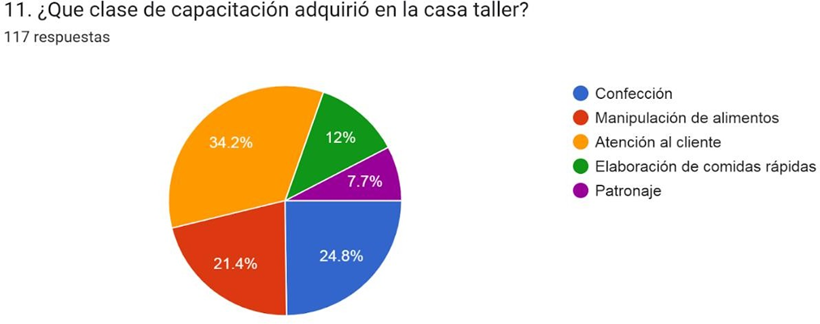 11. ¿Que clase de capacitación adquirió en la casa taller?
117 respuestas
34.2%
12%
7.7%
21.4%
24.8%
Confección
Manipulación de alimentos
Atención al cliente
Elaboración de comidas rápidas
Patronaje